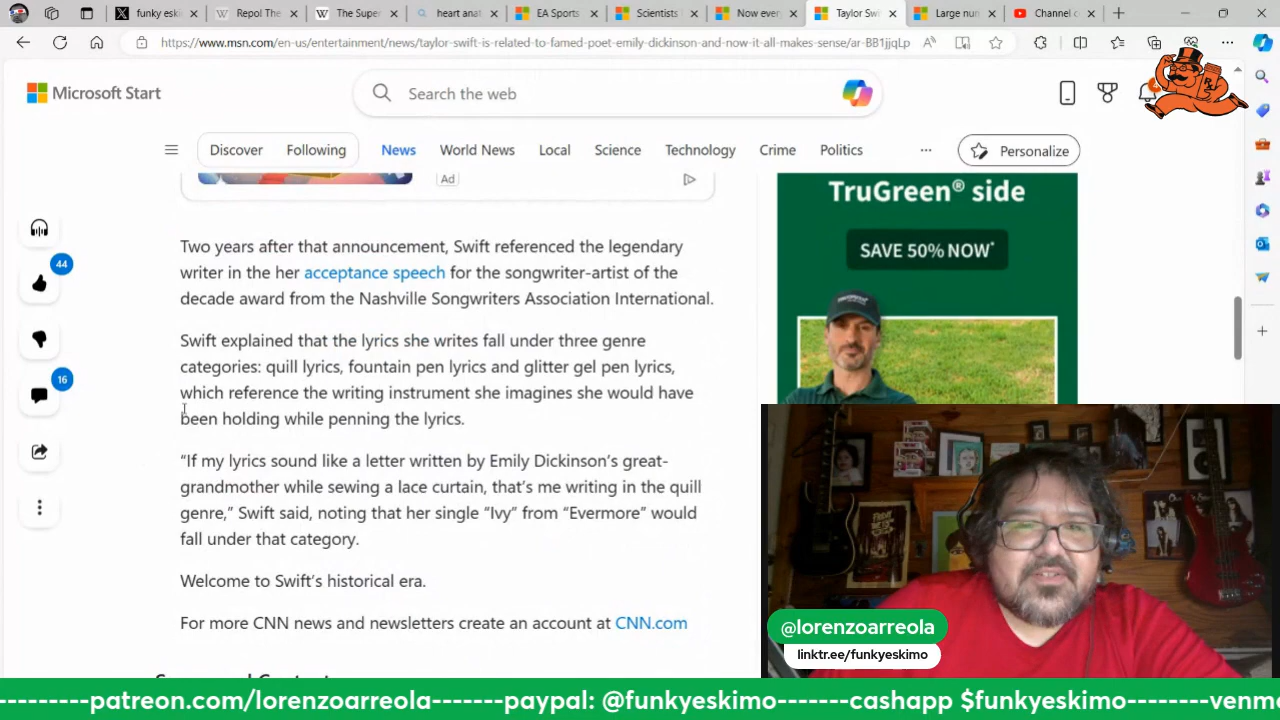 funky eski
Repo! The
The Super
heart anat
EA Sports
Scientists
Now every
Taylor Swi
Large nu
Channel c
https://www.msn.com/en-us/entertainment/news/taylor-swift-is-related-to-famed-poet-emily-dickinson-and-now-it-all-makes-sense/ar-BB1jjqLp
Microsoft Start
Search the web
Discover
Following
News
World News
Local
Science
Technology
Crime
Politics
Personalize
Ad
44
16
Two years after that announcement, Swift referenced the legendary
writer in the her acceptance speech for the songwriter-artist of the
decade award from the Nashville Songwriters Association International.
Swift explained that the lyrics she writes fall under three genre
categories: quill lyrics, fountain pen lyrics and glitter gel pen lyrics,
which reference the writing instrument she imagines she would have
been holding while penning the lyrics.
“If my lyrics sound like a letter written by Emily Dickinson’s great-
grandmother while sewing a lace curtain, that’s me writing in the quill
genre,” Swift said, noting that her single “Ivy” from “Evermore” would
fall under that category.
Welcome to Swift’s historical era.
For more CNN news and newsletters create an account at CNN.com
TruGreen® side
SAVE 50% NOW*
@lorenzoarreola
linktr.ee/funkyeskimo
---------patreon.com/lorenzoarreola-------paypal: @funkyeskimo-------cashapp $funkyeskimo--------venm